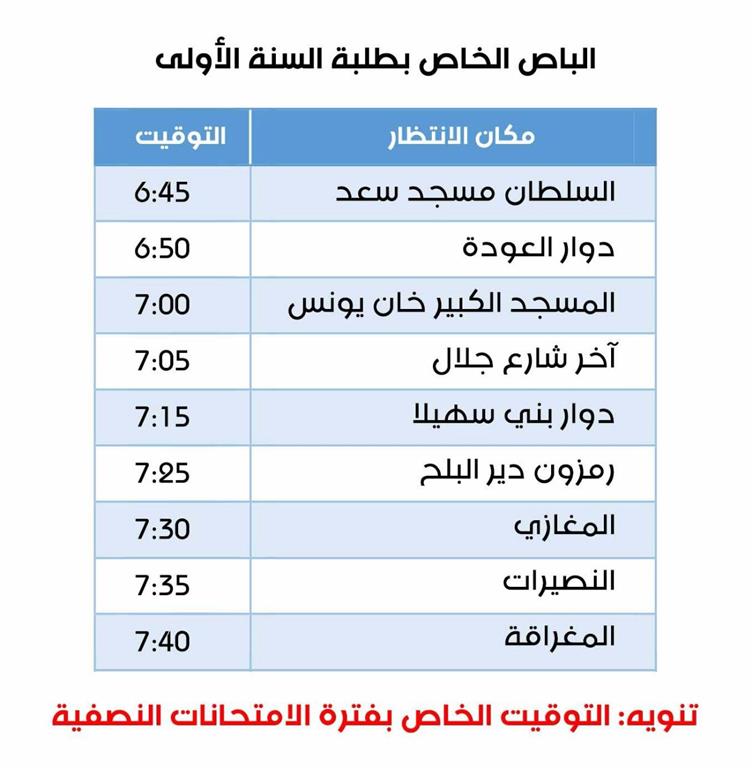 الباص الخاص بطلبة السنة الأولى
مكان الانتظار التوقيت
السلطان مسجد سعد 6:45
دوار العودة 6:50
المسجد الكبير خان يونس 7:00
آخر شارع جلال 7:05
دوار بني سهيلا 7:15
رمزون دير البلح 7:25
المغازي 7:30
النصيرات 7:35
المغراقة 7:40
تنويه: التوقيت الخاص بفترة الامتحانات النصفية